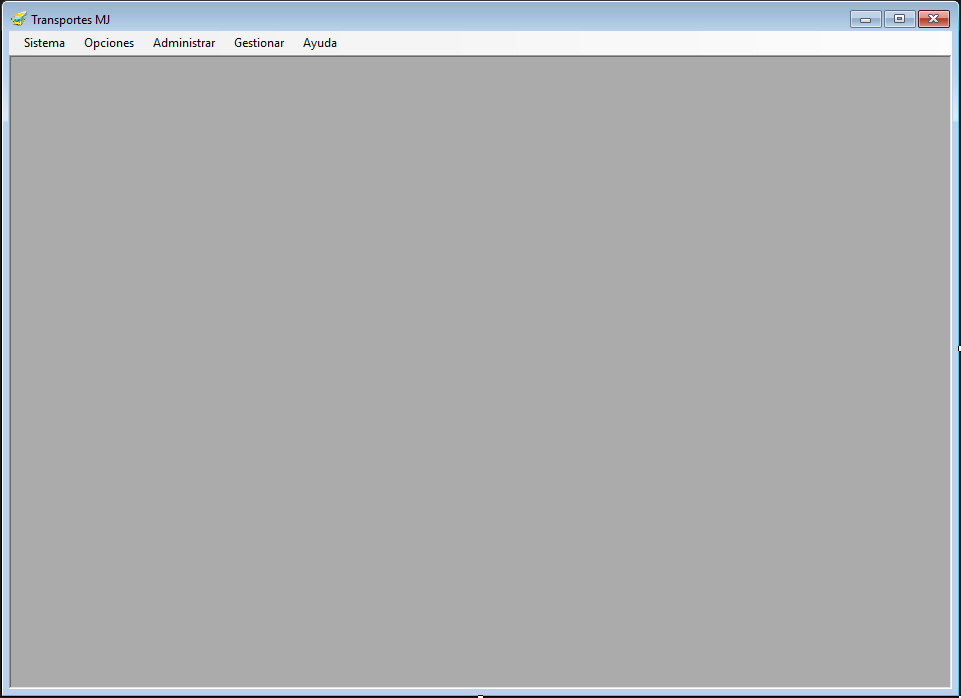 Transportes MJ
Sistema Opciones Administrar Gestionar Ayuda